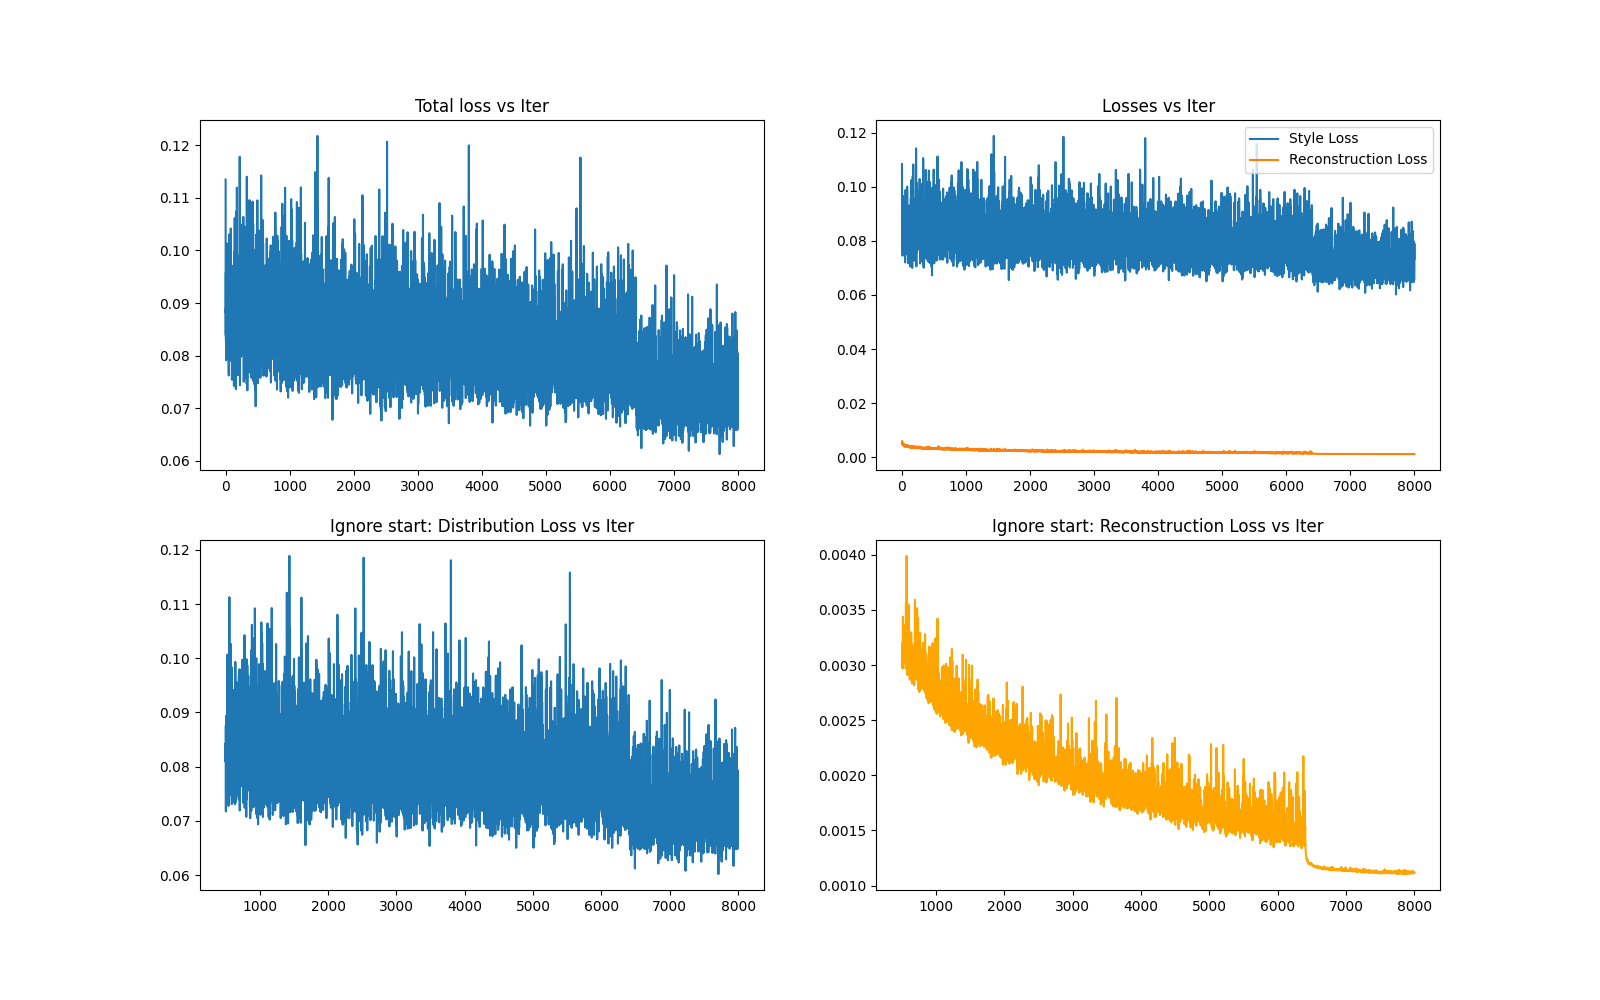 Total loss vs Iter
0.12
0.11
0.10
0.09
0.08
0.07
0.06
0 1000 2000 3000 4000 5000 6000 7000 8000
Losses vs Iter
Style Loss
Reconstruction Loss
0.12
0.10
0.08
0.06
0.04
0.02
0.00
0 1000 2000 3000 4000 5000 6000 7000 8000
Ignore start: Distribution Loss vs Iter
0.12
0.11
0.10
0.09
0.08
0.07
0.06
1000 2000 3000 4000 5000 6000 7000 8000
Ignore start: Reconstruction Loss vs Iter
0.0040
0.0035
0.0030
0.0025
0.0020
0.0015
0.0010
1000 2000 3000 4000 5000 6000 7000 8000